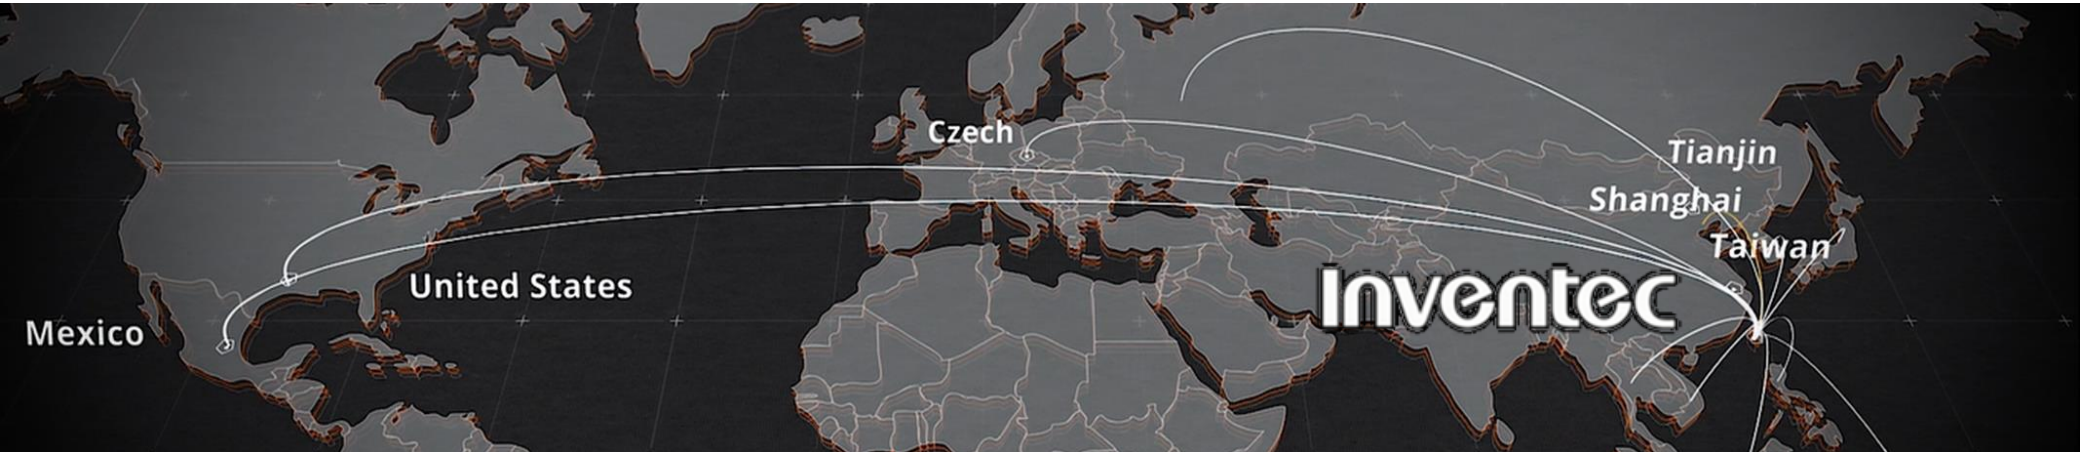 Czech
Tianjin
Shanghai
Taiwan
United States
Inventec
Mexico